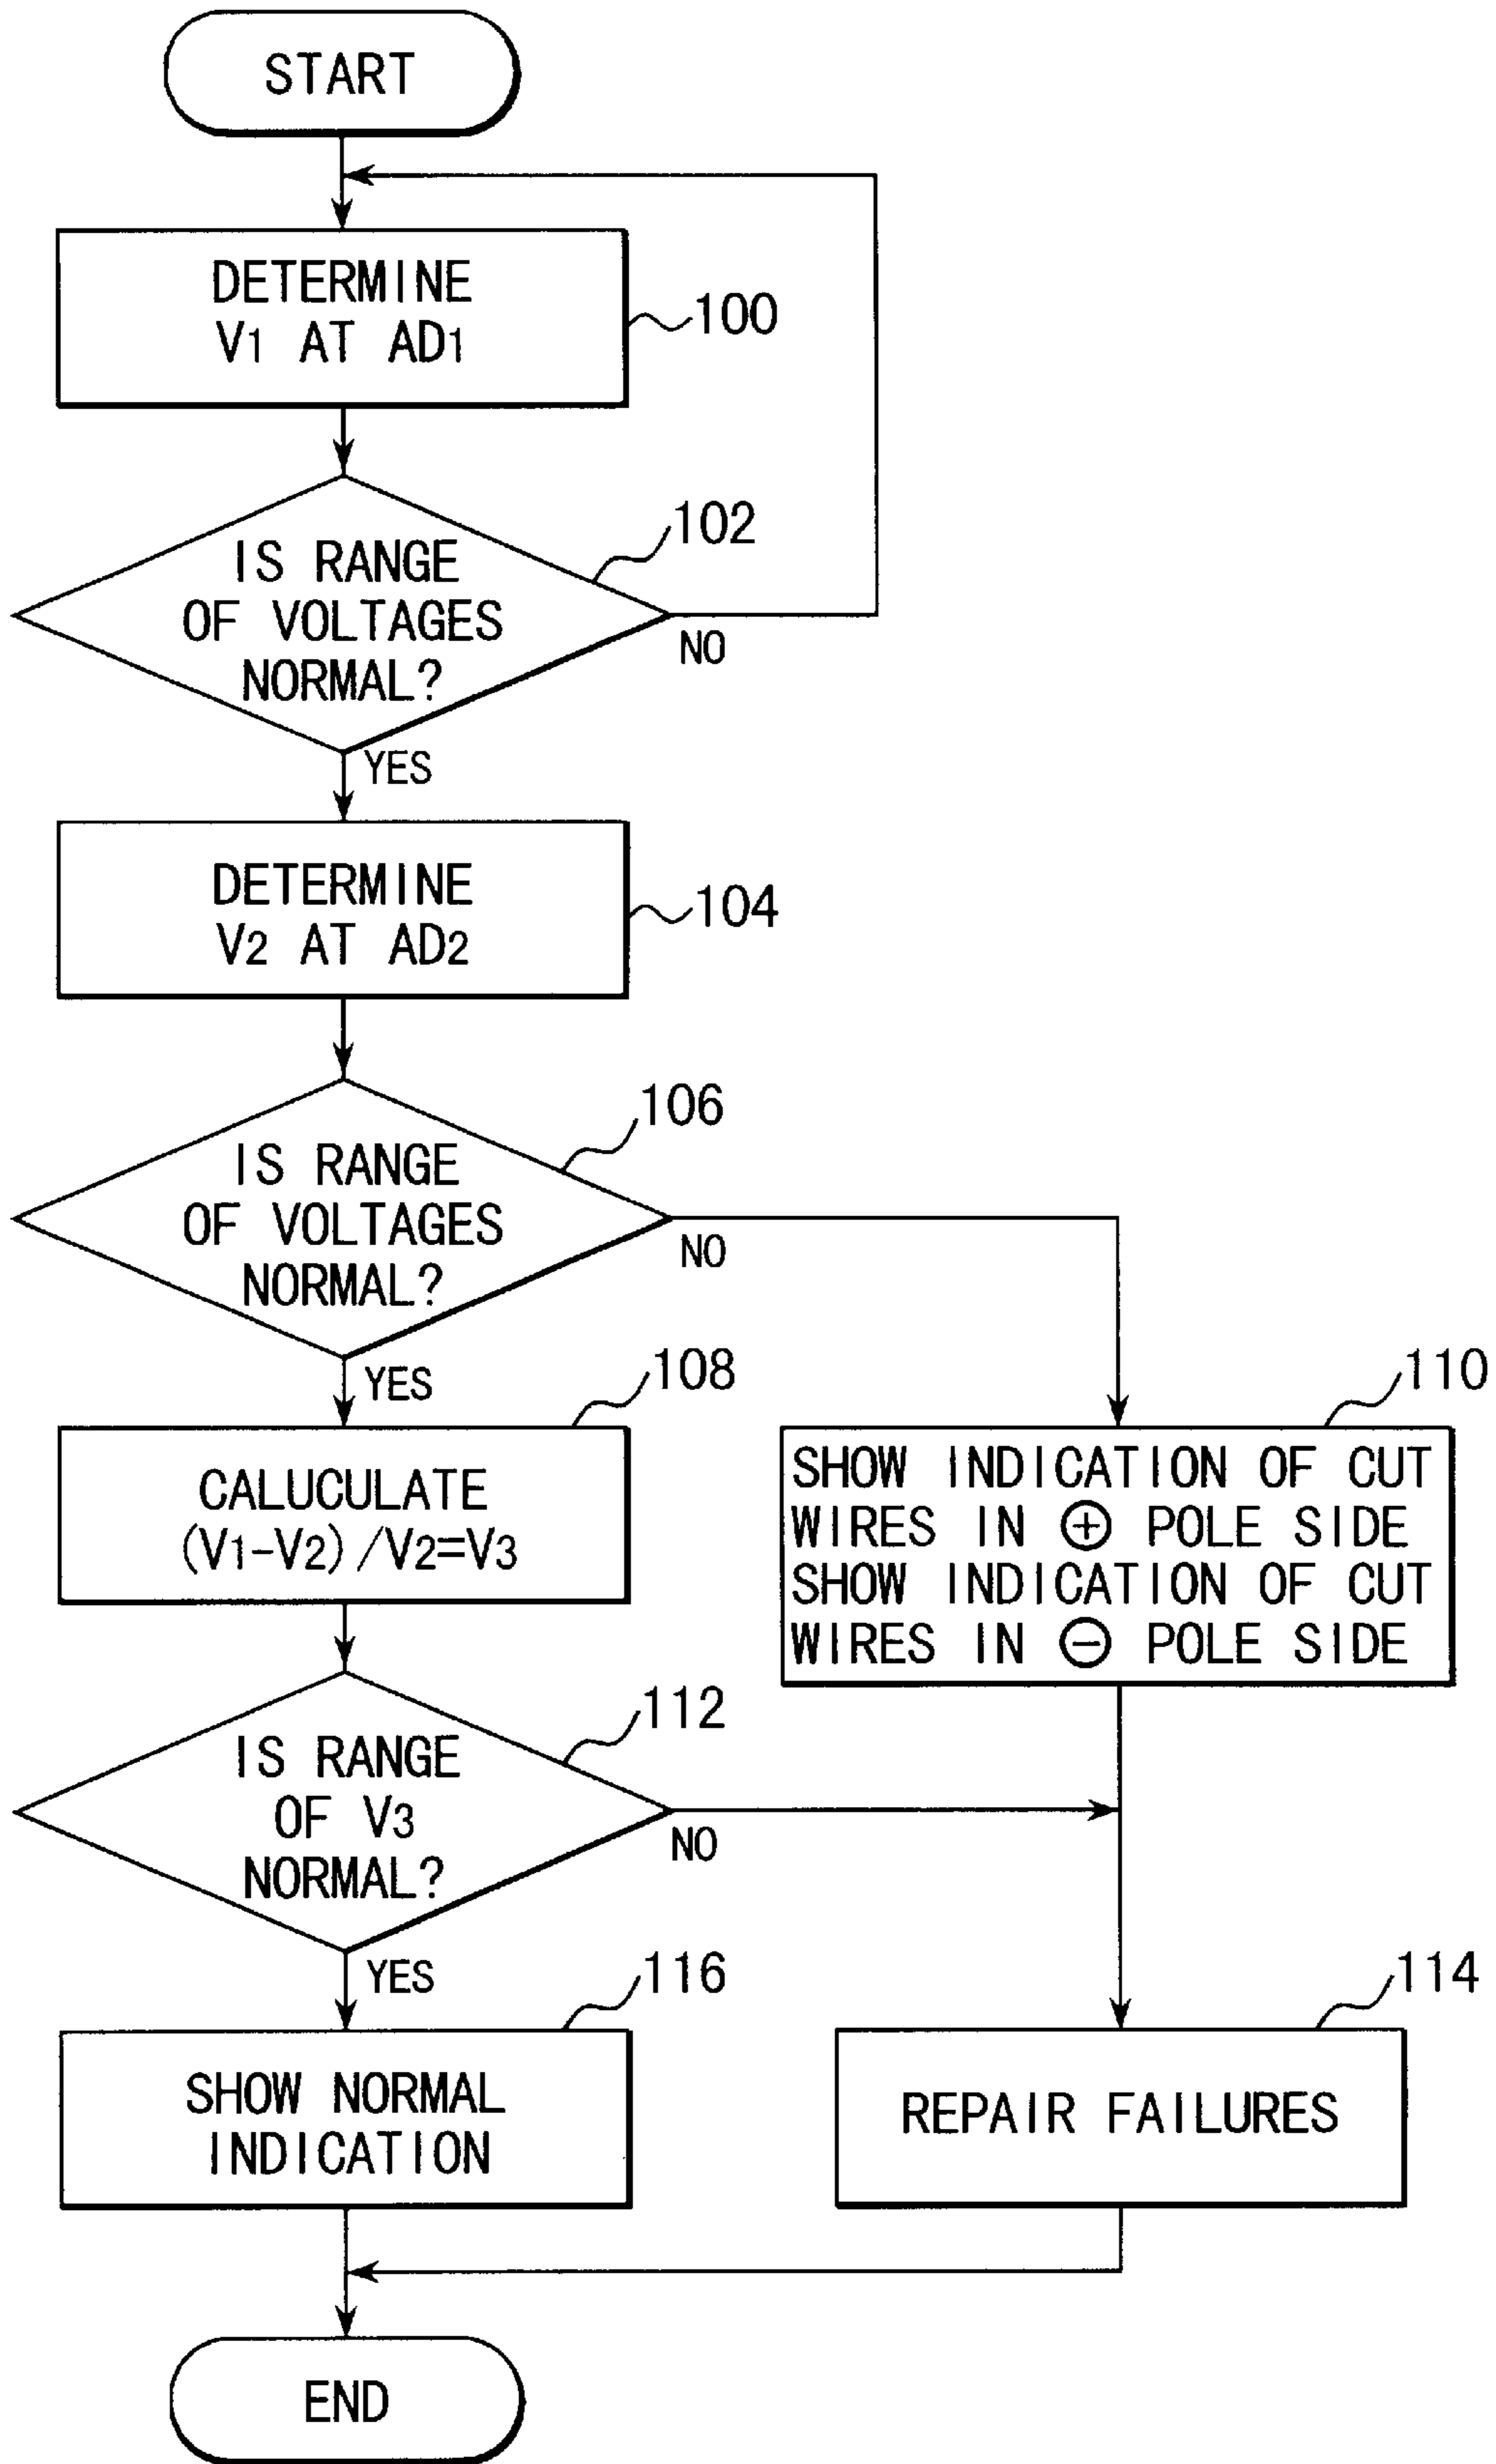 START
DETERMINE
V1 AT AD1
100
102
IS RANGE
OF VOLTAGES
NORMAL?
NO
YES
DETERMINE
V2 AT AD2
104
106
IS RANGE
OF VOLTAGES
NORMAL?
NO
YES
108
CALUCULATE
(V1-V2)/V2=V3
110
SHOW INDICATION OF CUT
WIRES IN ⊕ POLE SIDE
SHOW INDICATION OF CUT
WIRES IN ⊖ POLE SIDE
112
IS RANGE
OF V3
NORMAL?
NO
YES
116
SHOW NORMAL
INDICATION
114
REPAIR FAILURES
END